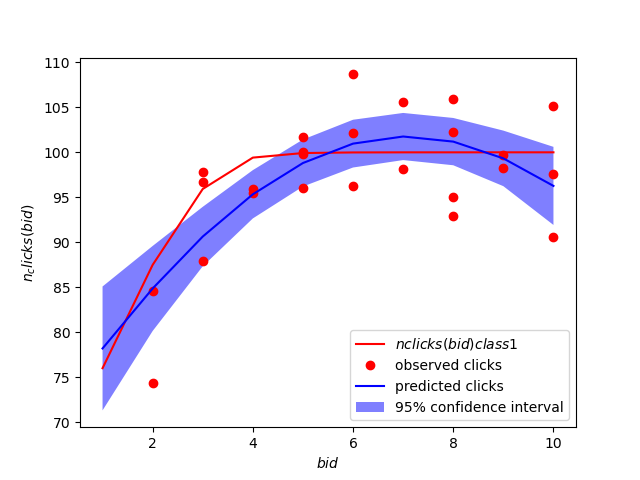 110
105
100
95
90
85
80
75
70
n_clicks(bid)
nclicks(bid)class1
observed clicks
predicted clicks
95% confidence interval
2
4
6
8
10
bid